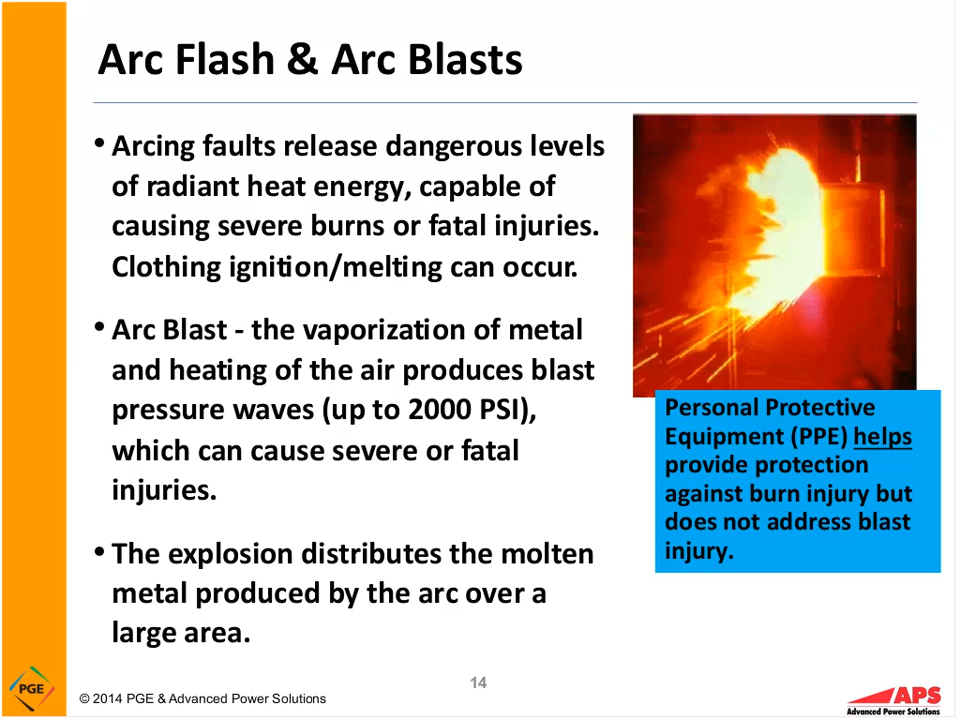 Arc Flash & Arc Blasts
• Arcing faults release dangerous levels
of radiant heat energy, capable of
causing severe burns or fatal injuries.
Clothing ignition/melting can occur.
• Arc Blast - the vaporization of metal
and heating of the air produces blast
pressure waves (up to 2000 PSI),
which can cause severe or fatal
injuries.
• The explosion distributes the molten
metal produced by the arc over a
large area.
Personal Protective
Equipment (PPE) helps
provide protection
against burn injury but
does not address blast
injury.
PGE
© 2014 PGE & Advanced Power Solutions
14
APS
Advanced Power Solutions